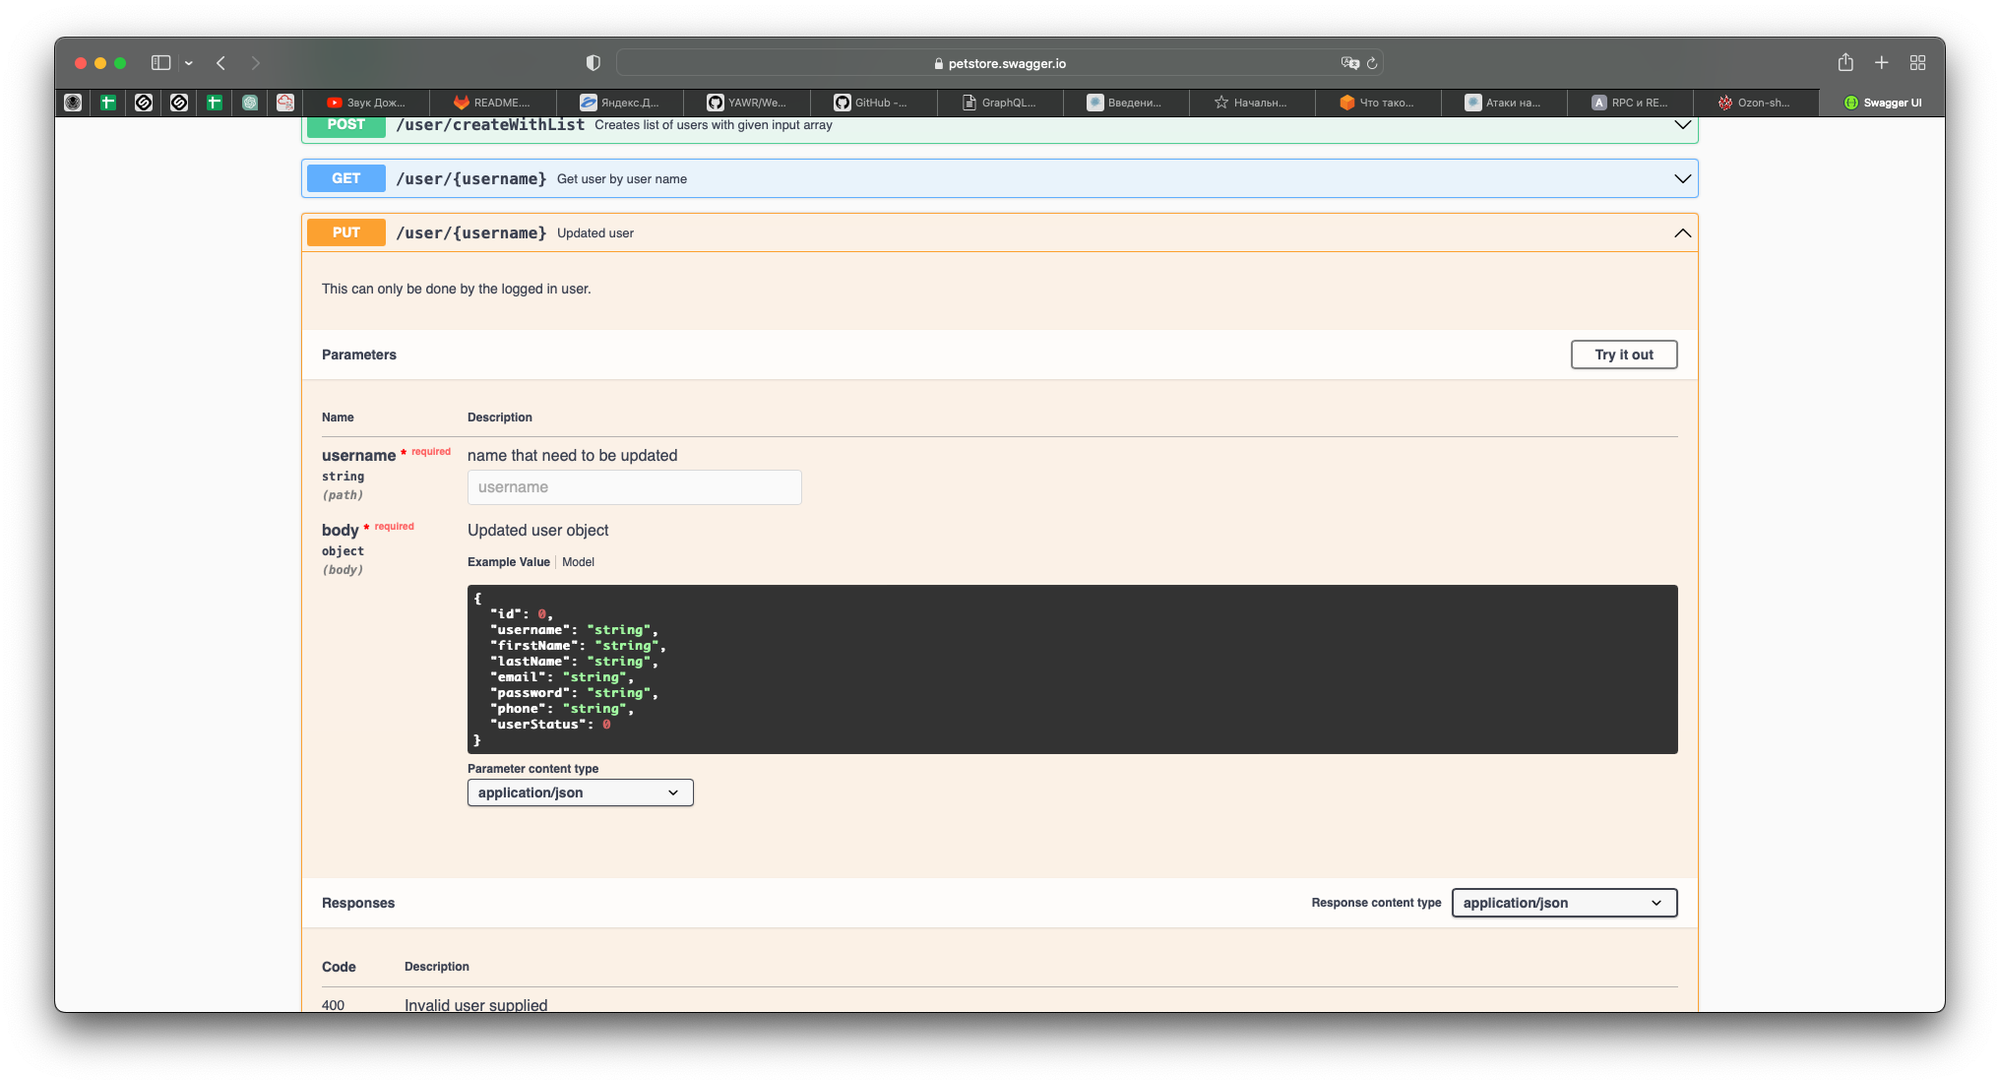 petstore.swagger.io
Звук Дож...
README....
Яндекс.Д...
YAWR/We...
GitHub -...
GraphQL...
Введени...
Начальн...
Что тако...
Атаки на...
A RPC и RE...
Ozon-sh...
Swagger UI
POST /user/createWithList Creates list of users with given input array
GET /user/{username} Get user by user name
PUT /user/{username} Updated user
This can only be done by the logged in user.
Parameters
Try it out
Name Description
username * required name that need to be updated
string
(path)
username
body * required Updated user object
object
(body)
Example Value Model
{
"id": 0,
"username": "string",
"firstName": "string",
"lastName": "string",
"email": "string",
"password": "string",
"phone": "string",
"userStatus": 0
}
Parameter content type
application/json
Responses Response content type application/json
Code Description
400 Invalid user supplied